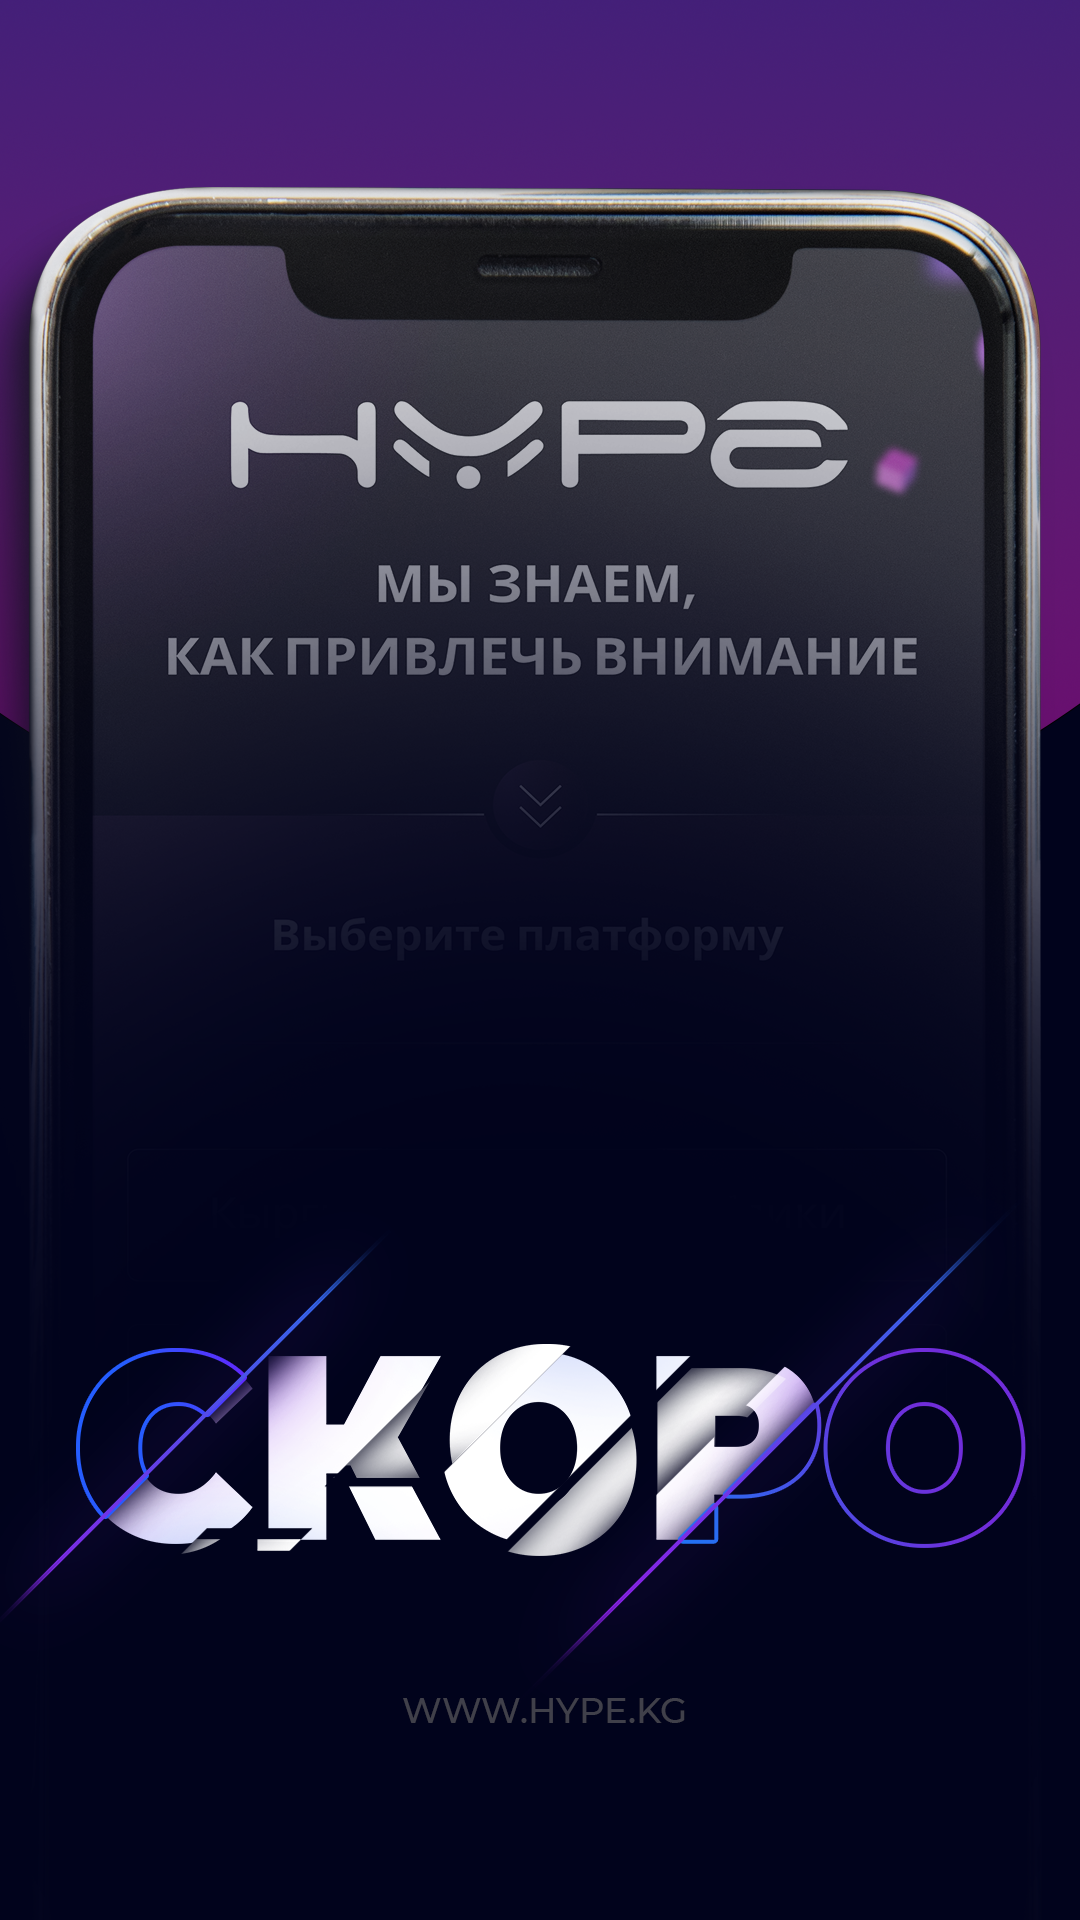 HYPE
МЫ ЗНАЕМ,
КАК ПРИВЛЕЧЬ ВНИМАНИЕ
Выберите платформу
СКОРО
WWW.HYPE.KG